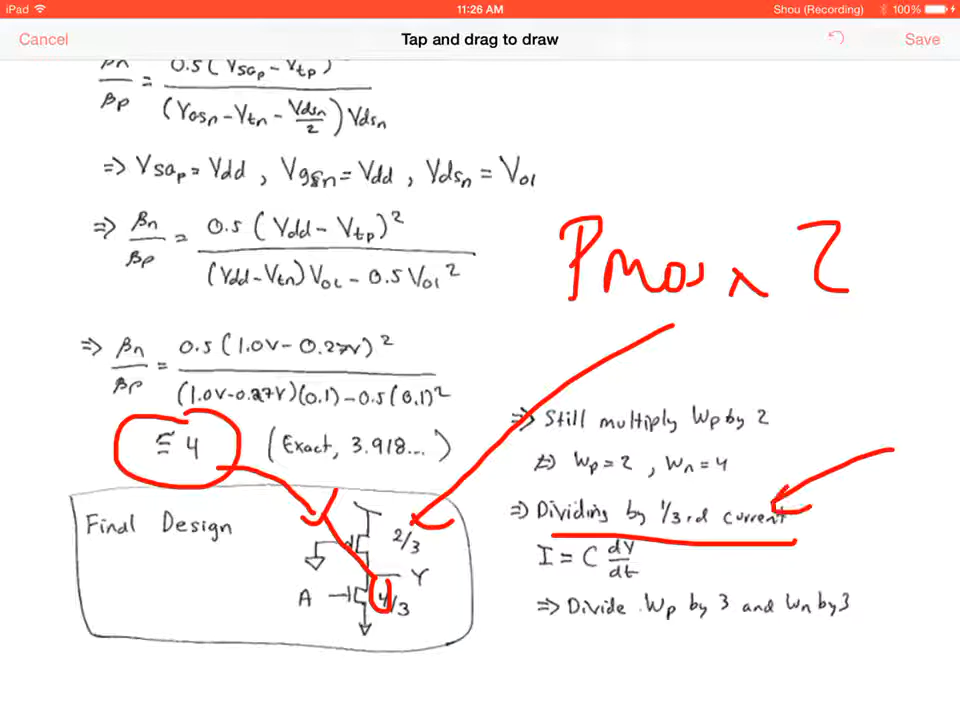 iPad 11:26 AM Shou (Recording) 100%
Cancel Tap and drag to draw Save
βn/βp = 0.5(Vsgp - Vtp)² / (Vgsn - Vtn - Vdsn/2) Vdsn
=> Vsgp = Vdd , Vgsn = Vdd , Vdsn = Vol
=> βn/βp = 0.5 (Vdd - Vtp)² / (Vdd - Vtn) Vol - 0.5 Vol²
Pmos x 2
=> βn/βp = 0.5 (1.0V - 0.27V)² / (1.0V - 0.27V)(0.1) - 0.5(0.1)²
≅ 4 (Exact, 3.918...)
=> Still multiply Wp by 2
Wp = 2 , Wn = 4
=> Dividing by 1/3rd current
I = C dV/dt
=> Divide Wp by 3 and Wn by 3
Final Design
2/3
Y
A
4/3